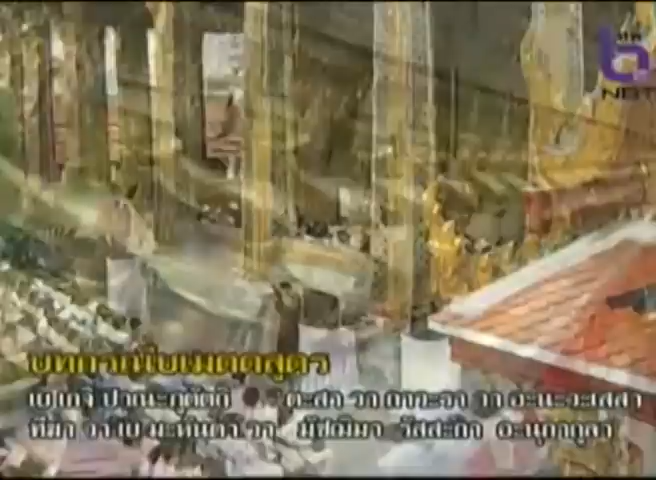 NBT
บทกรณียเมตตสูตร
เย เกจิ ปาณะภูตัตถิ ตะสา วา ถาวะรา วา อะนะวะเสสา
ทีฆา วา เย มะหันตา วา มัชฌิมา รัสสะกา อะณุกะถูลา